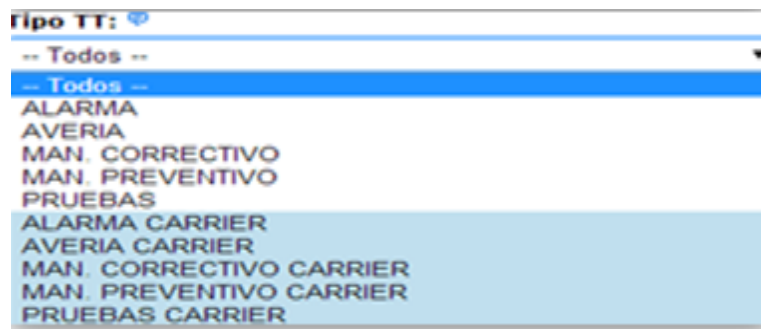 Tipo TT:
-- Todos --
-- Todos --
ALARMA
AVERIA
MAN. CORRECTIVO
MAN. PREVENTIVO
PRUEBAS
ALARMA CARRIER
AVERIA CARRIER
MAN. CORRECTIVO CARRIER
MAN. PREVENTIVO CARRIER
PRUEBAS CARRIER